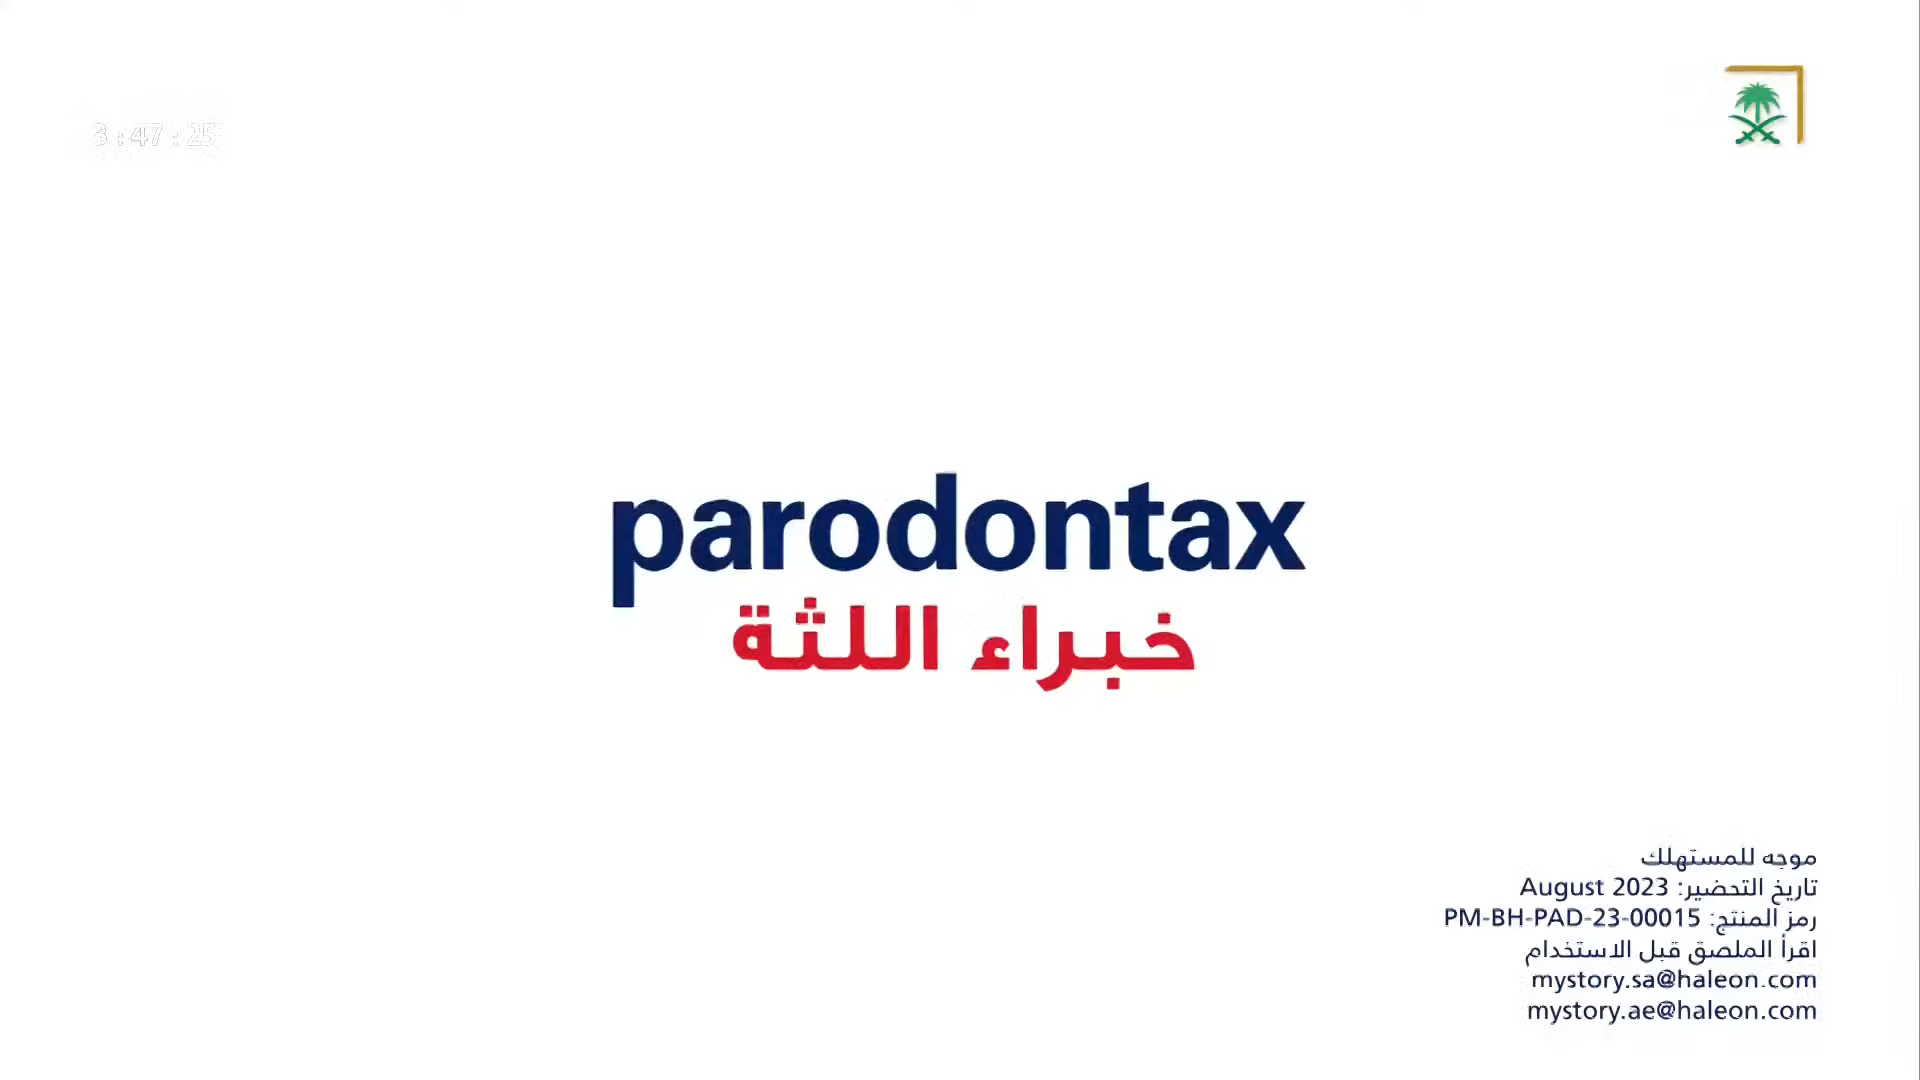 3:47:25
parodontax
خبراء اللثة
موجه للمستهلك
تاريخ التحضير: August 2023
رمز المنتج: PM-BH-PAD-23-00015
اقرأ الملصق قبل الاستخدام
mystory.sa@haleon.com
mystory.ae@haleon.com